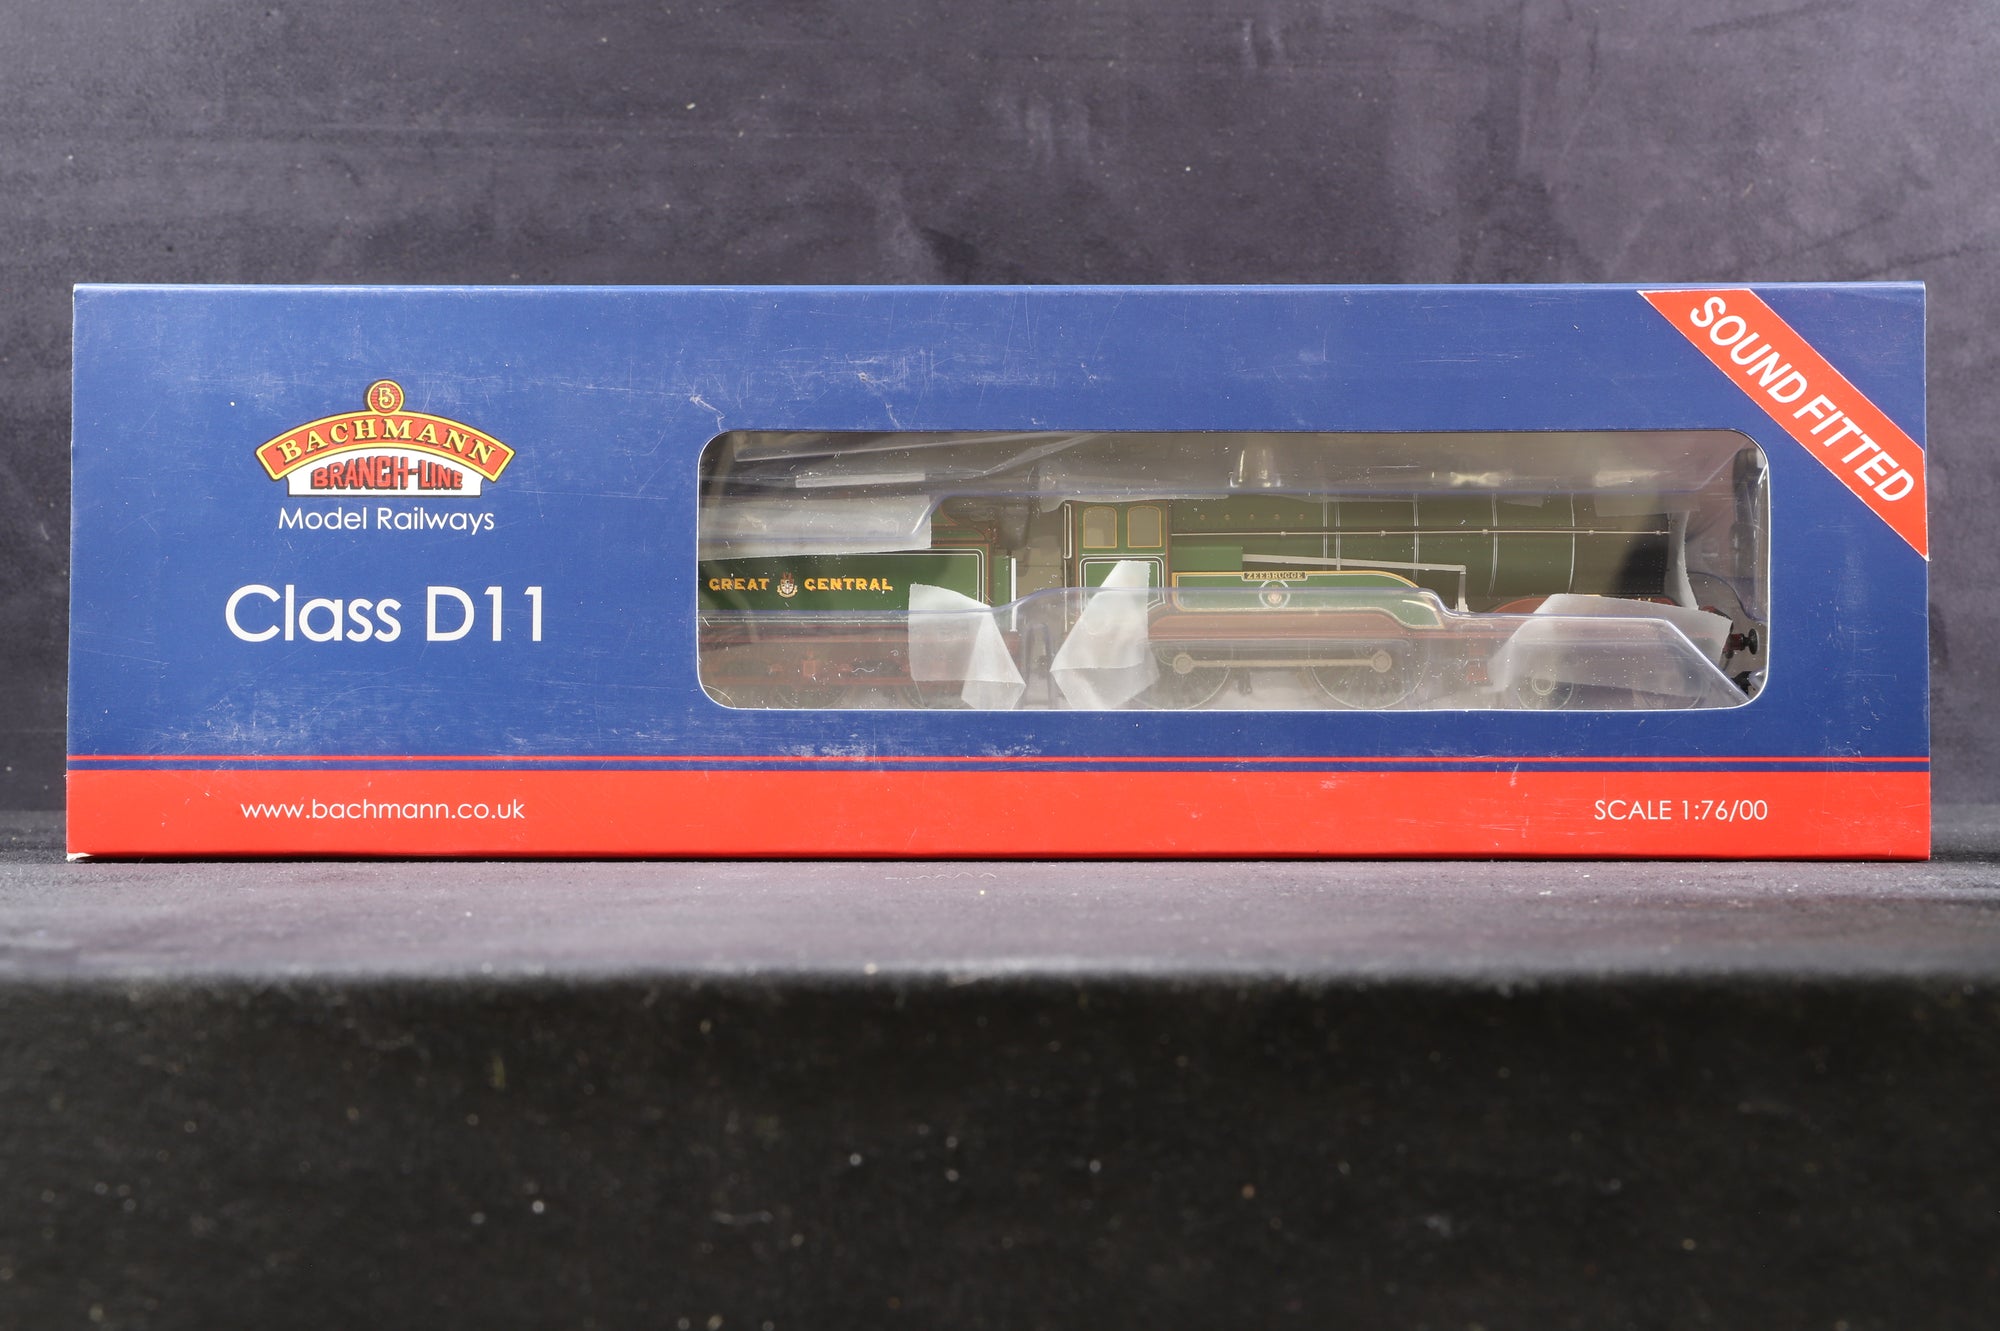 SOUND FITTED
BACHMANN
BRANCH-LINE
Model Railways
Class D11
GREAT CENTRAL
ZEEBRUGGE
www.bachmann.co.uk
SCALE 1:76/00